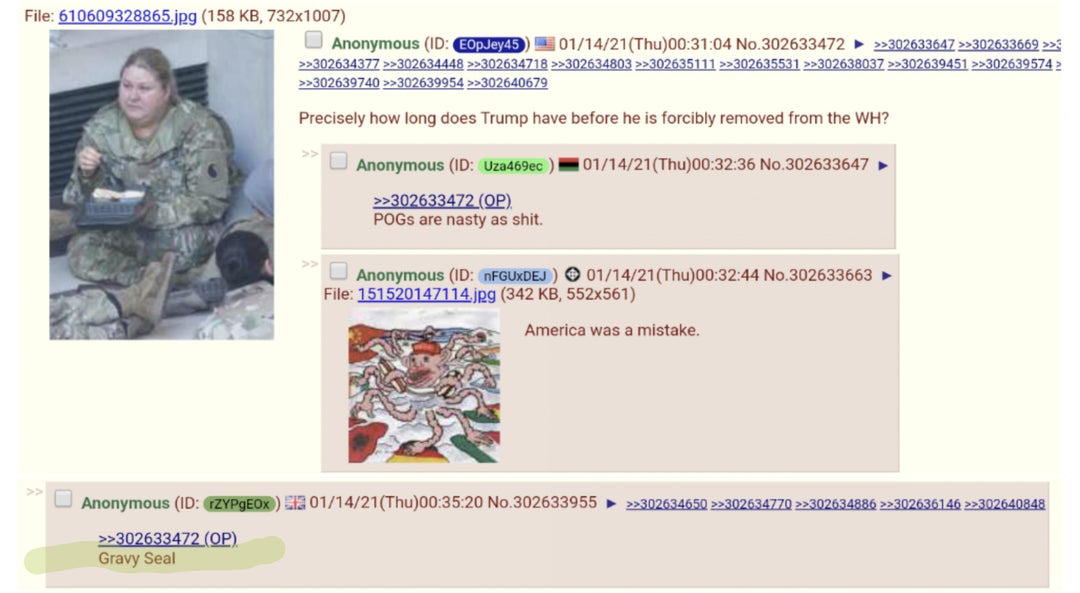 File: 610609328865.jpg (158 KB, 732x1007)
Anonymous (ID: EOpJey45) 01/14/21(Thu)00:31:04 No.302633472 ► >>302633647 >>302633669 >>3
>>302634377 >>302634448 >>302634718 >>302634803 >>302635111 >>302635531 >>302638037 >>302639451 >>302639574 >
>>302639740 >>302639954 >>302640679
Precisely how long does Trump have before he is forcibly removed from the WH?
>> Anonymous (ID: Uza469ec) 01/14/21(Thu)00:32:36 No.302633647 ►
>>302633472 (OP)
POGs are nasty as shit.
>> Anonymous (ID: nFGUxDEJ) 01/14/21(Thu)00:32:44 No.302633663 ►
File: 151520147114.jpg (342 KB, 552x561)
America was a mistake.
>> Anonymous (ID: rZYPgEOx) 01/14/21(Thu)00:35:20 No.302633955 ► >>302634650 >>302634770 >>302634886 >>302636146 >>302640848
>>302633472 (OP)
Gravy Seal